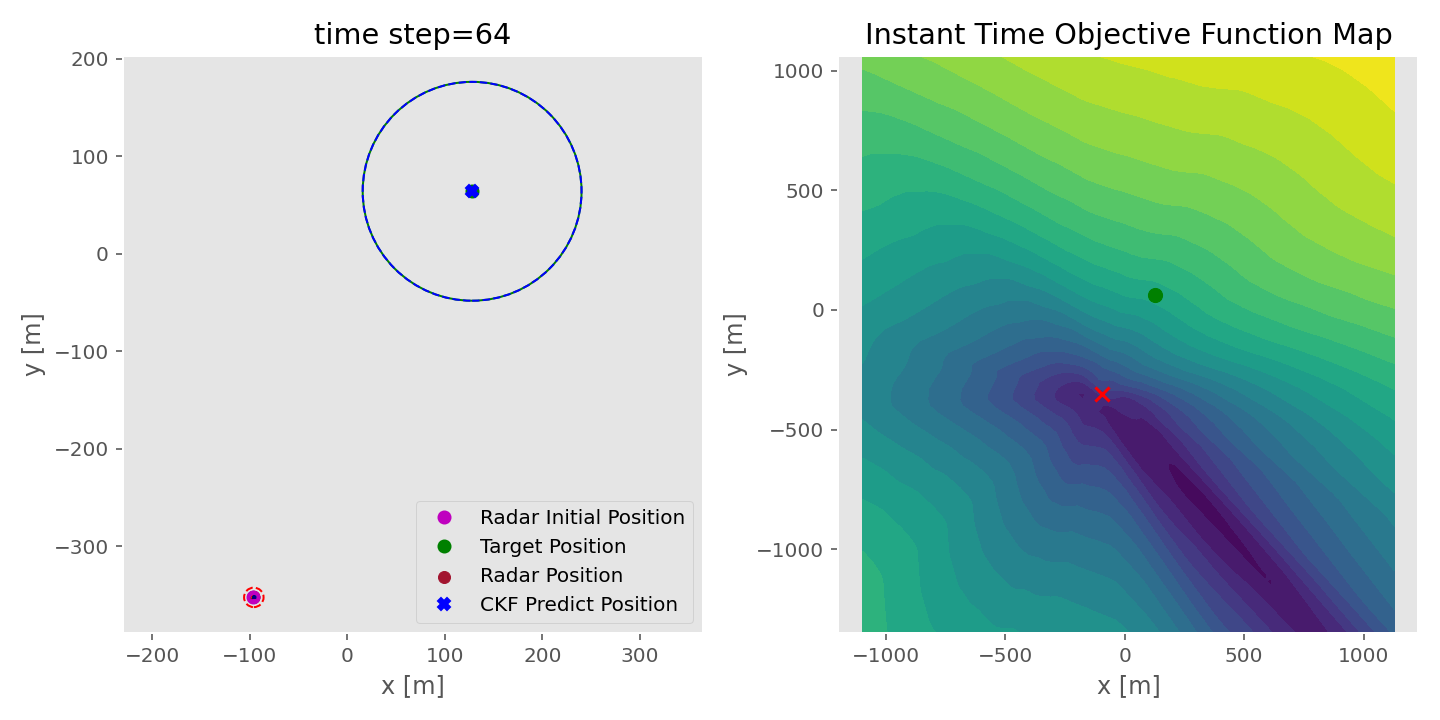 time step=64
200
100
0
−100
−200
−300
y [m]
−200
−100
0
100
200
300
x [m]
Radar Initial Position
Target Position
Radar Position
CKF Predict Position
Instant Time Objective Function Map
1000
500
0
−500
−1000
y [m]
−1000
−500
0
500
1000
x [m]